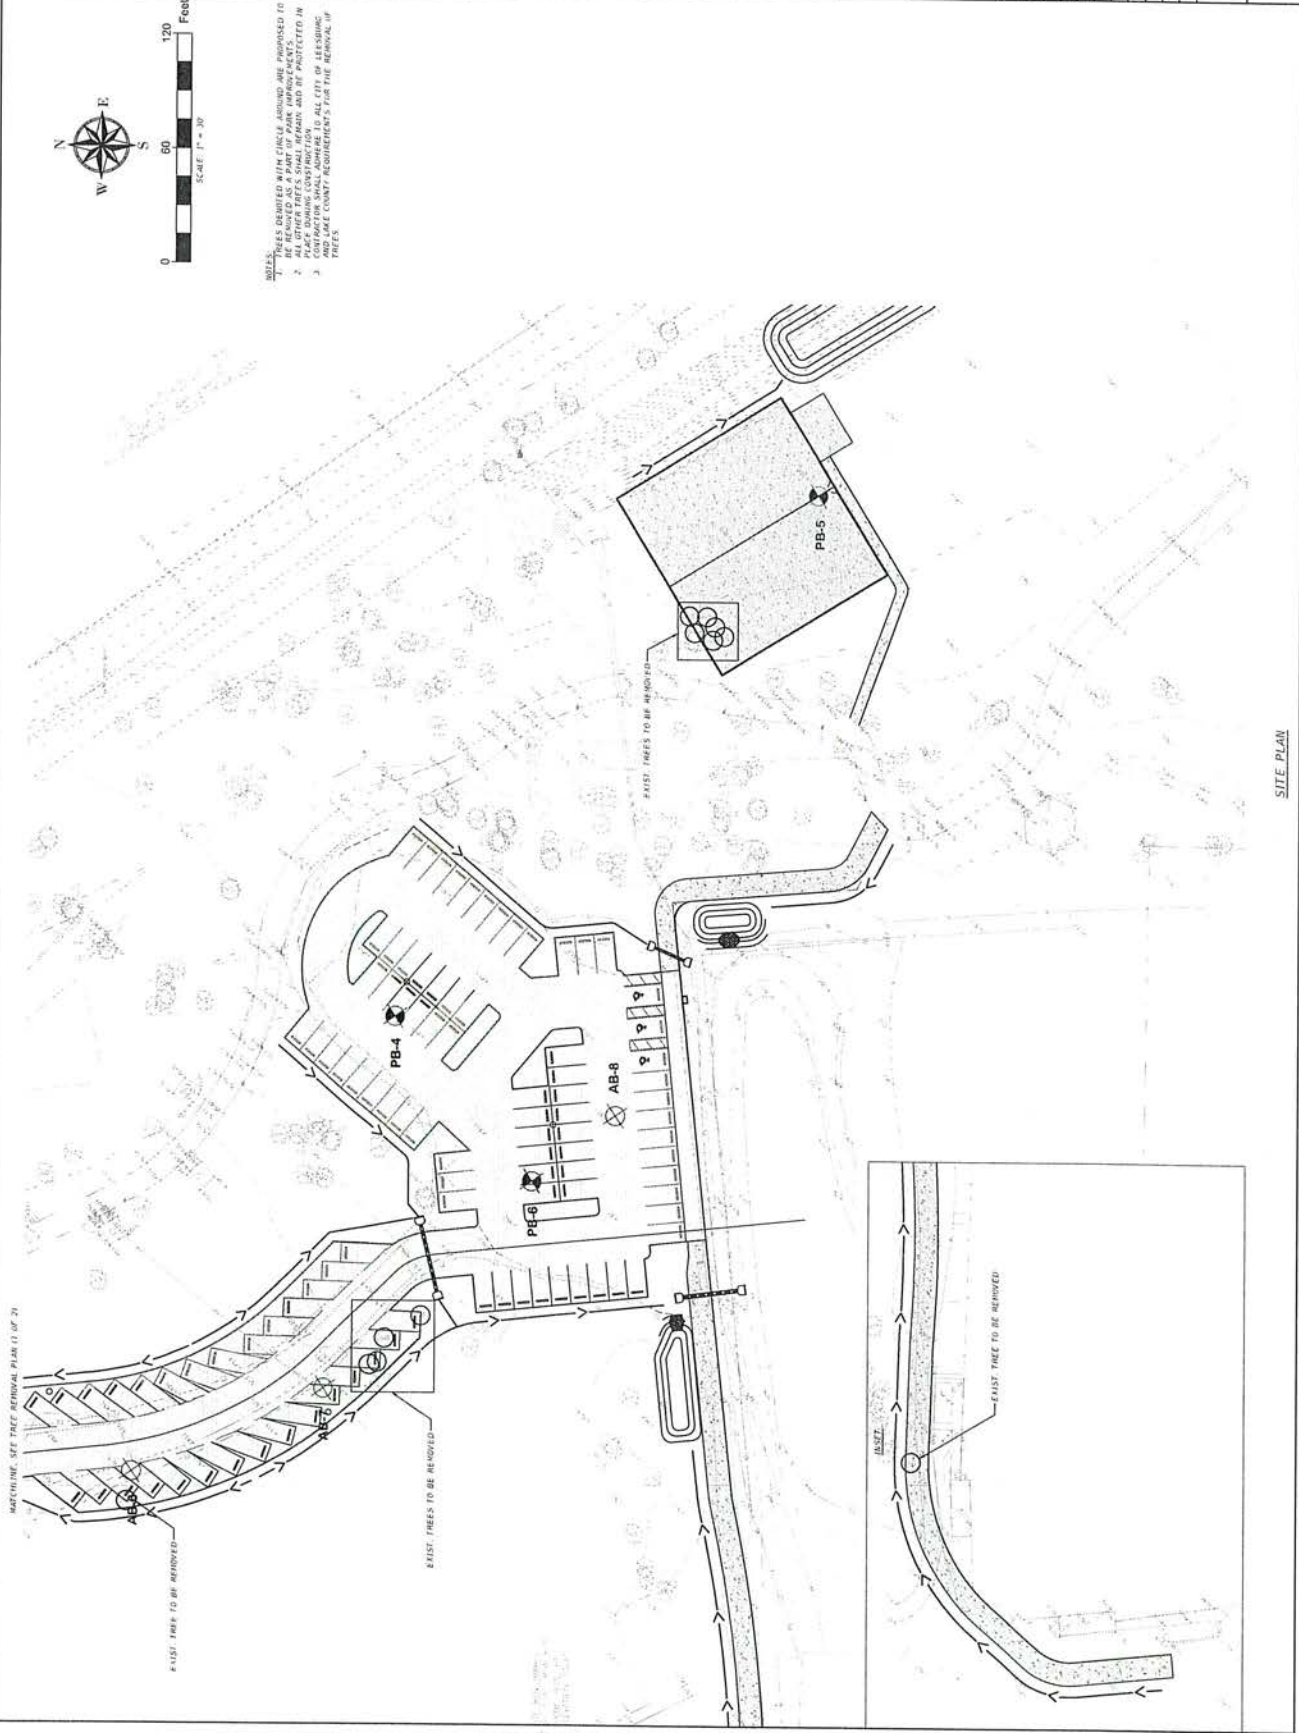 MATCHLINE, SEE TREE REMOVAL PLAN (1 OF 2)
N
E
S
W
0
60
120
Feet
SCALE: 1" = 30'
NOTES:
1. TREES DENOTED WITH CIRCLE AROUND ARE PROPOSED TO
BE REMOVED AS A PART OF PARK IMPROVEMENTS.
2. ALL OTHER TREES SHALL REMAIN AND BE PROTECTED IN
PLACE DURING CONSTRUCTION.
3. CONTRACTOR SHALL ADHERE TO ALL CITY OF LEESBURG
AND LAKE COUNTY REQUIREMENTS FOR THE REMOVAL OF
TREES.
EXIST. TREE TO BE REMOVED
EXIST. TREES TO BE REMOVED
PB-4
PB-6
AB-8
EXIST. TREES TO BE REMOVED
PB-5
INSET:
EXIST. TREE TO BE REMOVED
SITE PLAN